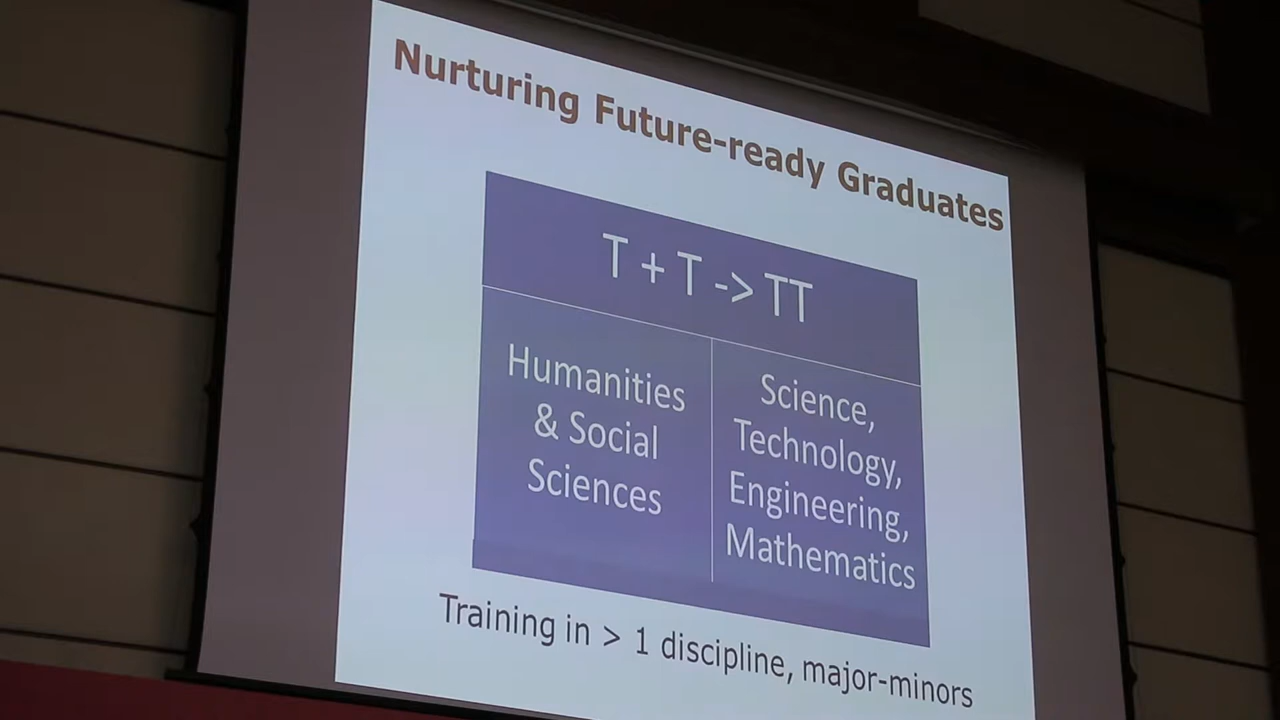 Nurturing Future-ready Graduates
T + T -> TT
Humanities
& Social
Sciences
Science,
Technology,
Engineering,
Mathematics
Training in > 1 discipline, major-minors